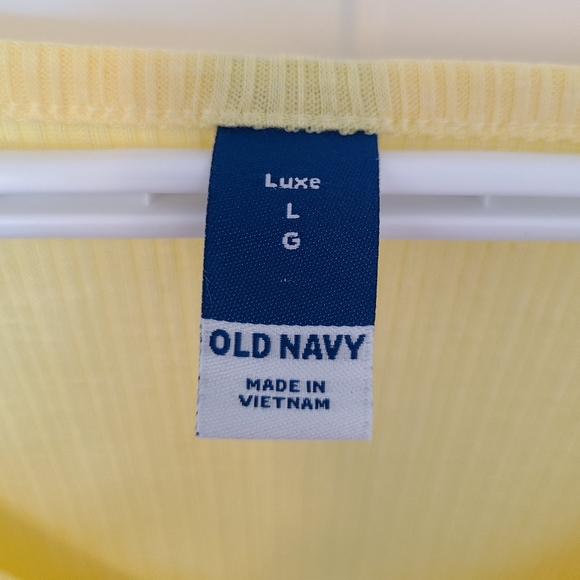 Luxe
L
G
OLD NAVY
MADE IN
VIETNAM